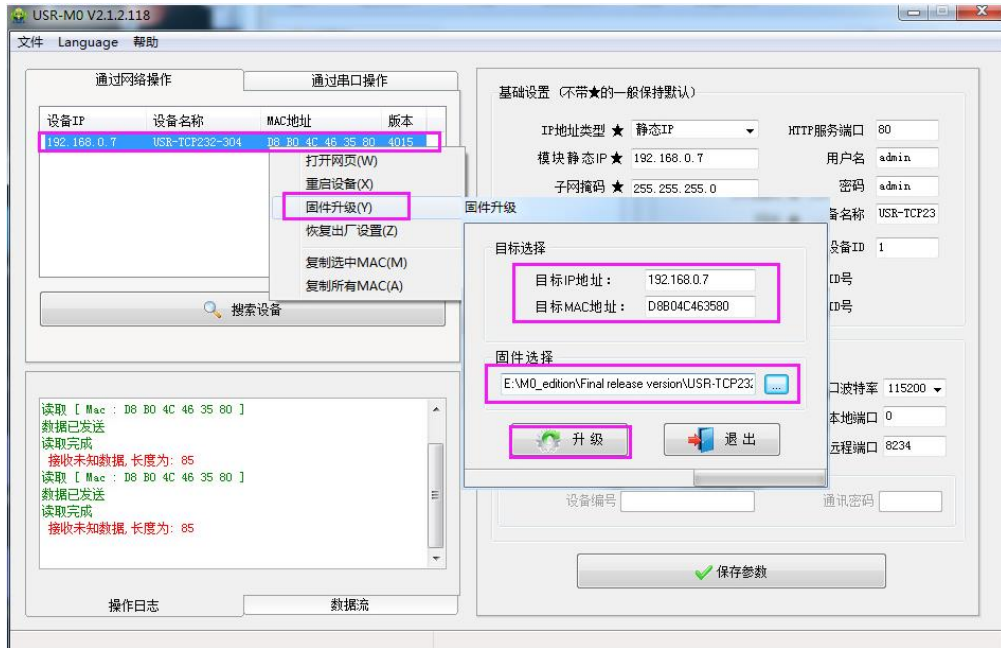 USR-M0 V2.1.2.118
文件 Language 帮助
通过网络操作 通过串口操作
设备IP 设备名称 MAC地址 版本
192.168.0.7 USR-TCP232-304 D8 B0 4C 46 35 80 4015
打开网页(W)
重启设备(X)
固件升级(Y)
恢复出厂设置(Z)
复制选中MAC(M)
复制所有MAC(A)
搜索设备
读取 [ Mac : D8 B0 4C 46 35 80 ]
数据已发送
读取完成
接收未知数据,长度为: 85
读取 [ Mac : D8 B0 4C 46 35 80 ]
数据已发送
读取完成
接收未知数据,长度为: 85
操作日志 数据流
基础设置 (不带★的一般保持默认)
IP地址类型 ★ 静态IP HTTP服务端口 80
模块静态IP★ 192.168.0.7 用户名 admin
子网掩码 ★ 255.255.255.0 密码 admin
备名称 USR-TCP23
设备ID 1
ID号
ID号
固件升级
目标选择
目标IP地址: 192.168.0.7
目标MAC地址: D8B04C463580
固件选择
E:\M0_edition\Final release version\USR-TCP232 ...
升 级 退 出
口波特率 115200
本地端口 0
远程端口 8234
设备编号 通讯密码
保存参数